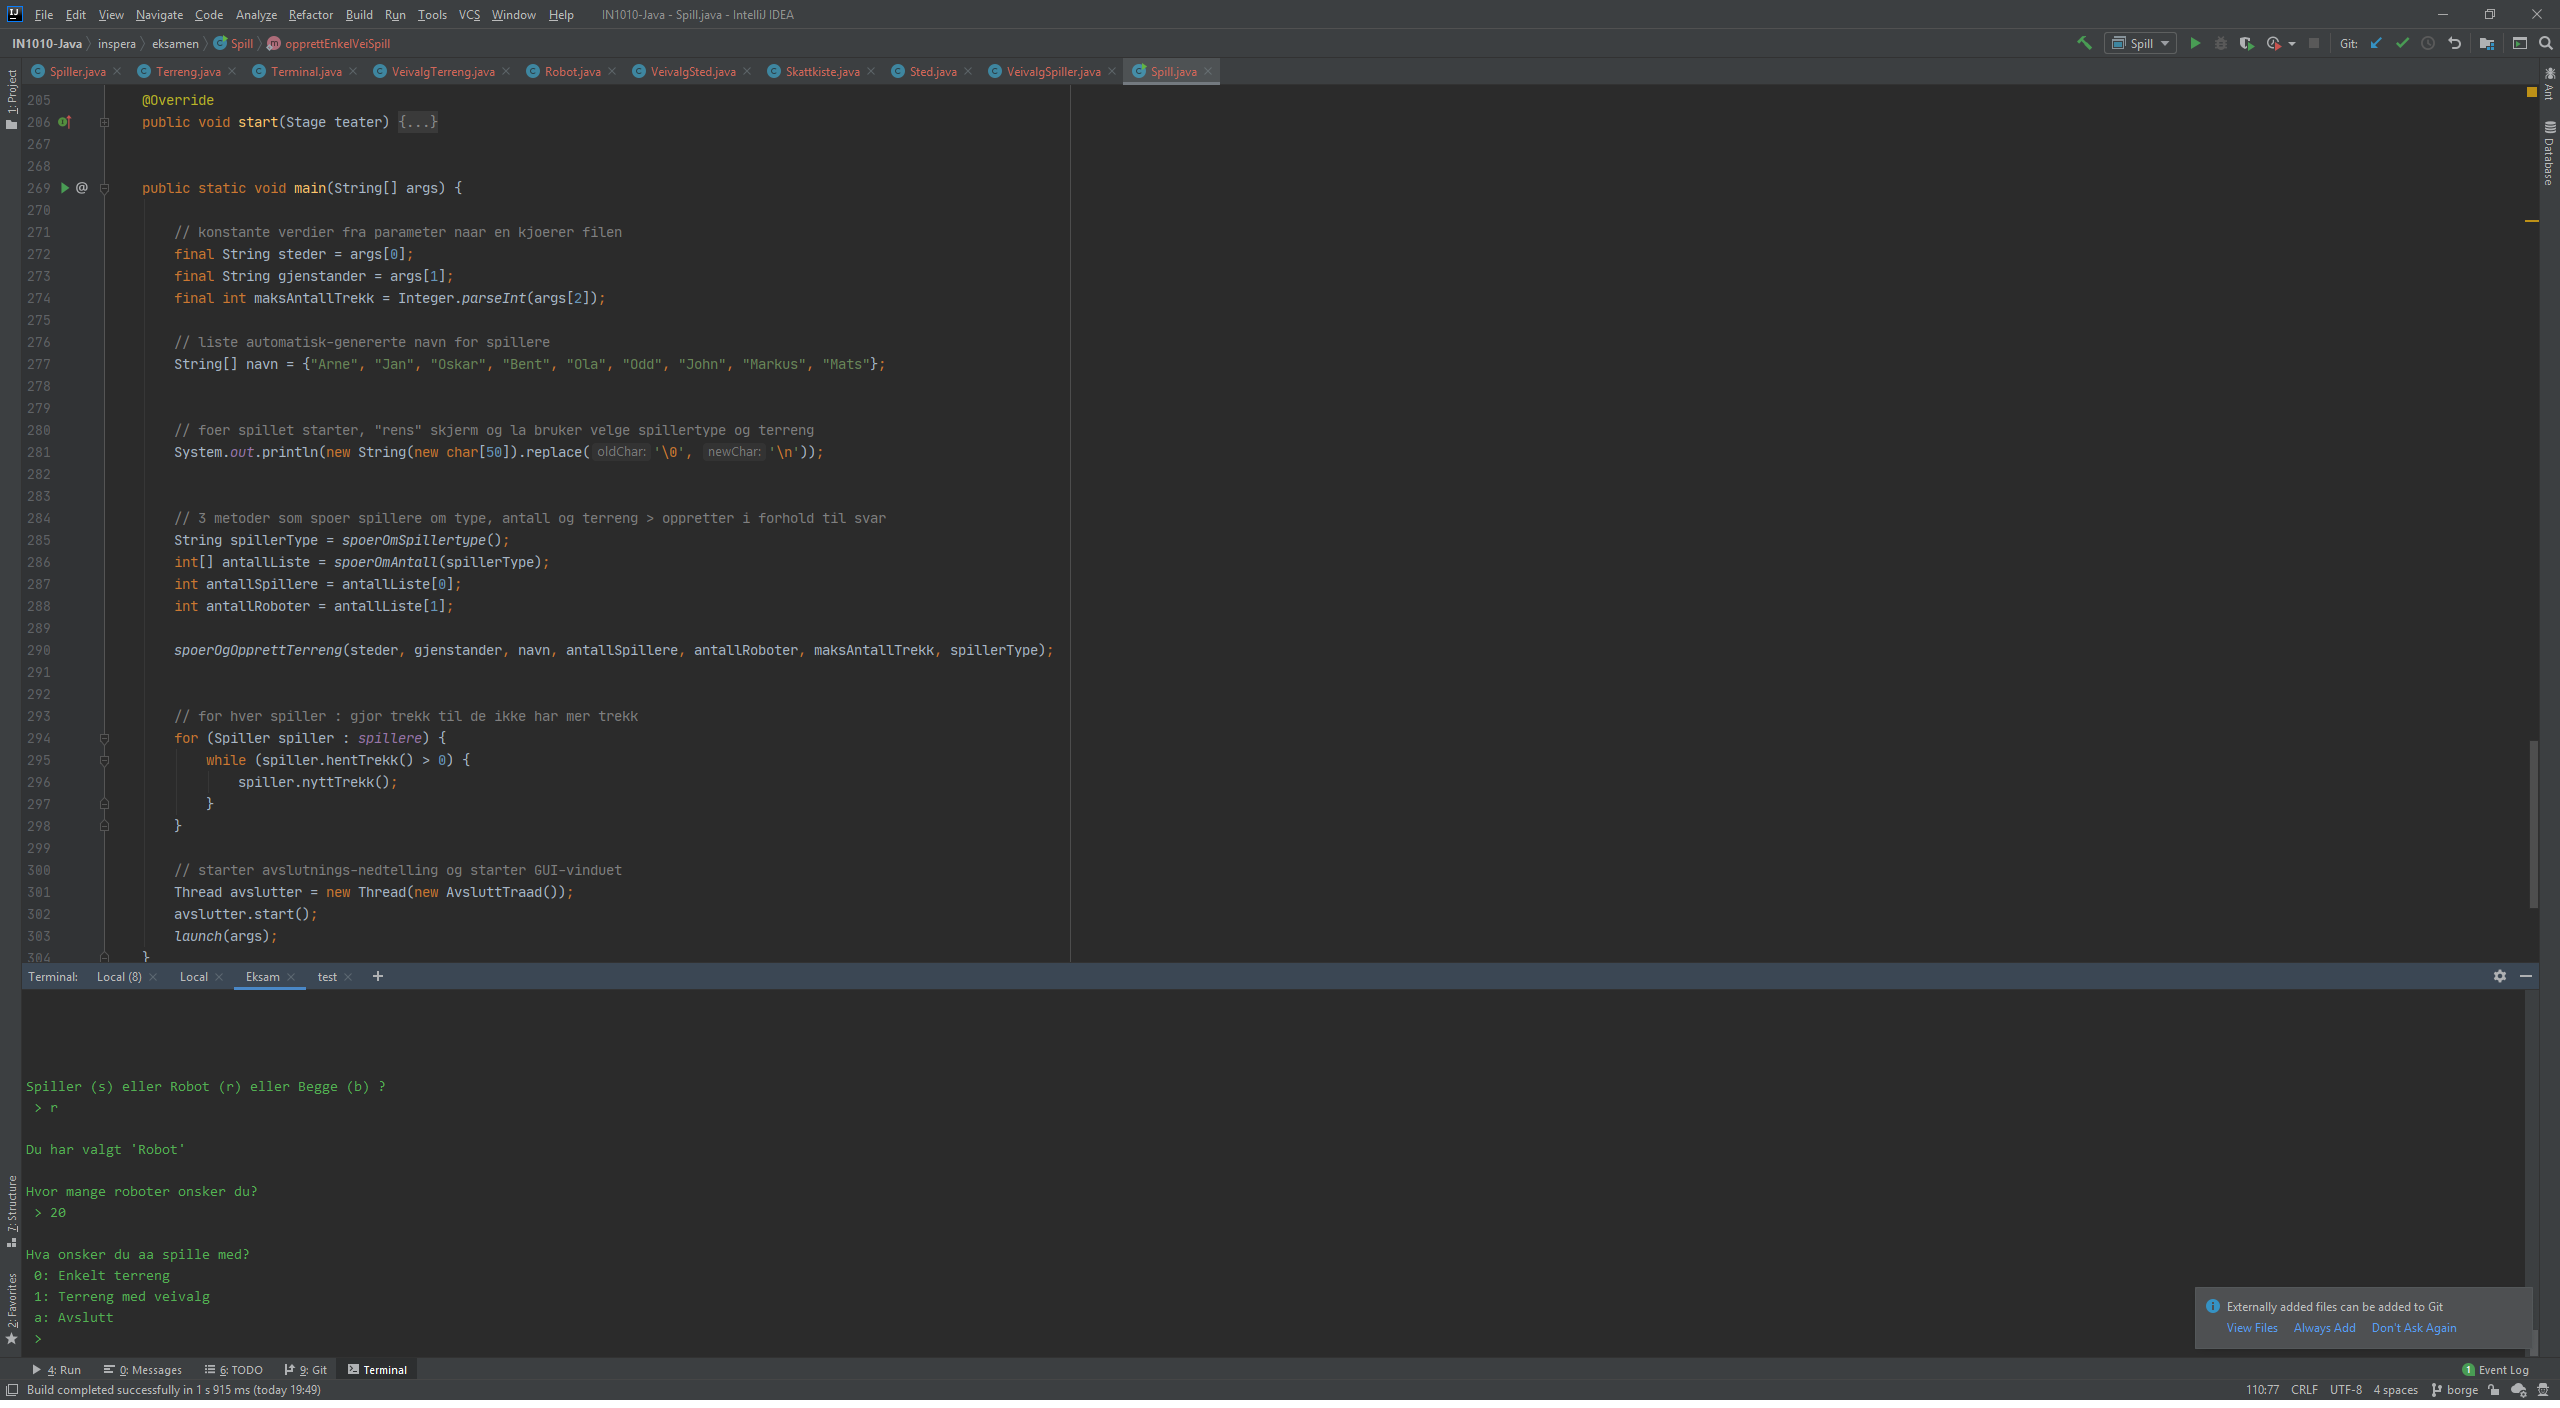 File Edit View Navigate Code Analyze Refactor Build Run Tools VCS Window Help IN1010-Java - Spill.java - IntelliJ IDEA
IN1010-Java inspera eksamen Spill opprettEnkelVeiSpill Spill Git:
Spiller.java Terreng.java Terminal.java VeivalgTerreng.java Robot.java VeivalgSted.java Skattkiste.java Sted.java VeivalgSpiller.java Spill.java
1: Project
7: Structure
2: Favorites
Ant
Database
205 @Override
206 public void start(Stage teater) {...}
267
268
269 public static void main(String[] args) {
270
271 // konstante verdier fra parameter naar en kjoerer filen
272 final String steder = args[0];
273 final String gjenstander = args[1];
274 final int maksAntallTrekk = Integer.parseInt(args[2]);
275
276 // liste automatisk-genererte navn for spillere
277 String[] navn = {"Arne", "Jan", "Oskar", "Bent", "Ola", "Odd", "John", "Markus", "Mats"};
278
279
280 // foer spillet starter, "rens" skjerm og la bruker velge spillertype og terreng
281 System.out.println(new String(new char[50]).replace( oldChar: '\0', newChar: '\n'));
282
283
284 // 3 metoder som spoer spillere om type, antall og terreng > oppretter i forhold til svar
285 String spillerType = spoerOmSpillertype();
286 int[] antallListe = spoerOmAntall(spillerType);
287 int antallSpillere = antallListe[0];
288 int antallRoboter = antallListe[1];
289
290 spoerOgOpprettTerreng(steder, gjenstander, navn, antallSpillere, antallRoboter, maksAntallTrekk, spillerType);
291
292
293 // for hver spiller : gjor trekk til de ikke har mer trekk
294 for (Spiller spiller : spillere) {
295 while (spiller.hentTrekk() > 0) {
296 spiller.nyttTrekk();
297 }
298 }
299
300 // starter avslutnings-nedtelling og starter GUI-vinduet
301 Thread avslutter = new Thread(new AvsluttTraad());
302 avslutter.start();
303 launch(args);
304 }
Terminal: Local (8) Local Eksam test +
Spiller (s) eller Robot (r) eller Begge (b) ?
> r
Du har valgt 'Robot'
Hvor mange roboter onsker du?
> 20
Hva onsker du aa spille med?
0: Enkelt terreng
1: Terreng med veivalg
a: Avslutt
>
Externally added files can be added to Git
View Files Always Add Don't Ask Again
4: Run 0: Messages 6: TODO 9: Git Terminal 1 Event Log
Build completed successfully in 1 s 915 ms (today 19:49) 110:77 CRLF UTF-8 4 spaces borge